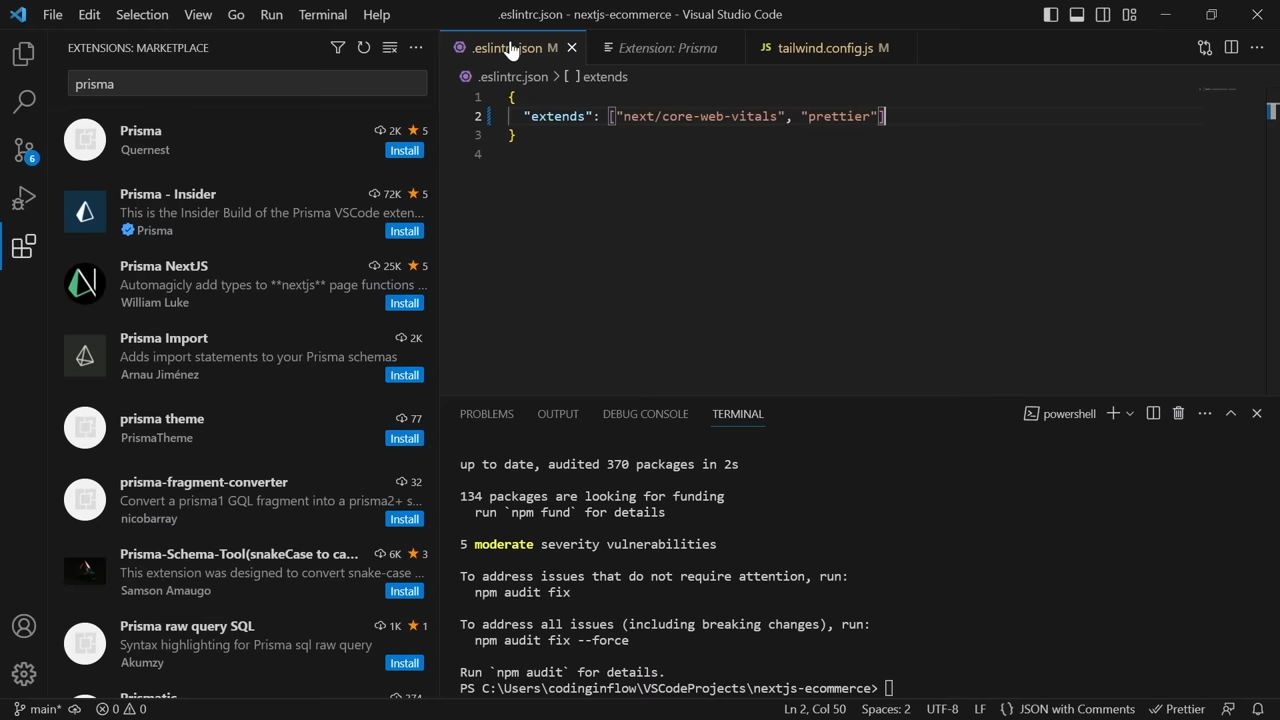 File Edit Selection View Go Run Terminal Help
.eslintrc.json - nextjs-ecommerce - Visual Studio Code
EXTENSIONS: MARKETPLACE
prisma
6
Prisma 2K 5
Quernest Install
Prisma - Insider 72K 5
This is the Insider Build of the Prisma VSCode exten...
Prisma Install
Prisma NextJS 25K 5
Automagicly add types to **nextjs** page functions ...
William Luke Install
Prisma Import 2K
Adds import statements to your Prisma schemas
Arnau Jiménez Install
prisma theme 77
PrismaTheme Install
prisma-fragment-converter 32
Convert a prisma1 GQL fragment into a prisma2+ s...
nicobarray Install
Prisma-Schema-Tool(snakeCase to ca... 6K 3
This extension was designed to convert snake-case ...
Samson Amaugo Install
Prisma raw query SQL 1K 1
Syntax highlighting for Prisma sql raw query
Akumzy Install
Prismatic 274
.eslintrc.json M Extension: Prisma JS tailwind.config.js M
.eslintrc.json > [ ] extends
1 {
2 "extends": ["next/core-web-vitals", "prettier"]
3 }
4
PROBLEMS OUTPUT DEBUG CONSOLE TERMINAL powershell
up to date, audited 370 packages in 2s
134 packages are looking for funding
run `npm fund` for details
5 moderate severity vulnerabilities
To address issues that do not require attention, run:
npm audit fix
To address all issues (including breaking changes), run:
npm audit fix --force
Run `npm audit` for details.
PS C:\Users\codinginflow\VSCodeProjects\nextjs-ecommerce>
main* 0 0 Ln 2, Col 50 Spaces: 2 UTF-8 LF {} JSON with Comments Prettier